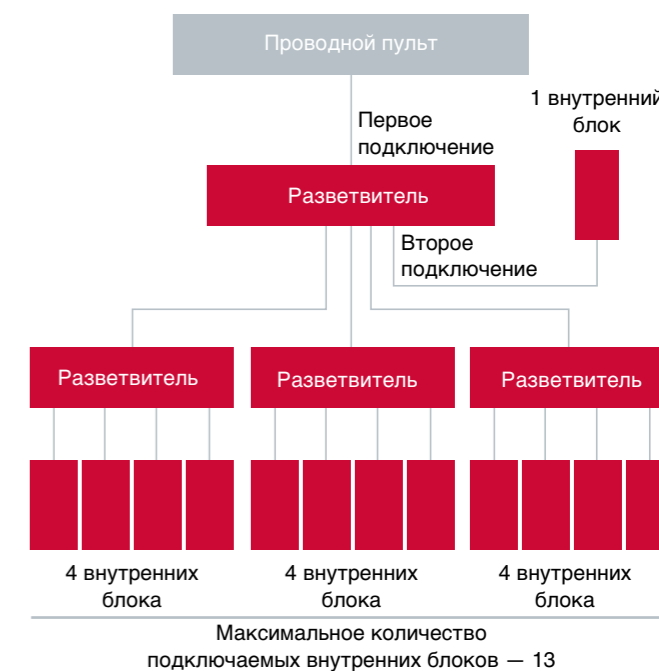 Проводной пульт
1 внутренний
блок
Первое
подключение
Разветвитель
Второе
подключение
Разветвитель
Разветвитель
Разветвитель
4 внутренних
блока
4 внутренних
блока
4 внутренних
блока
Максимальное количество
подключаемых внутренних блоков — 13